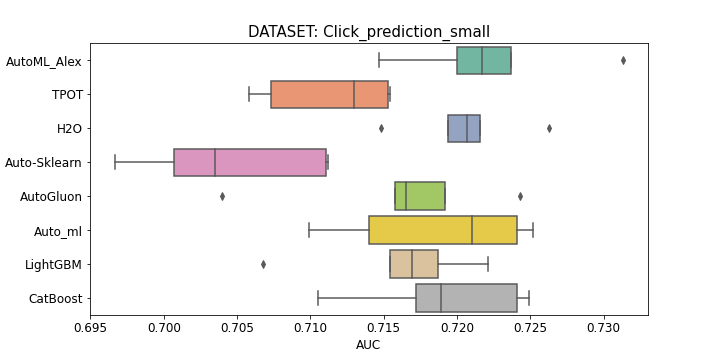 DATASET: Click_prediction_small
AutoML_Alex
TPOT
H2O
Auto-Sklearn
AutoGluon
Auto_ml
LightGBM
CatBoost
0.695 0.700 0.705 0.710 0.715 0.720 0.725 0.730
AUC